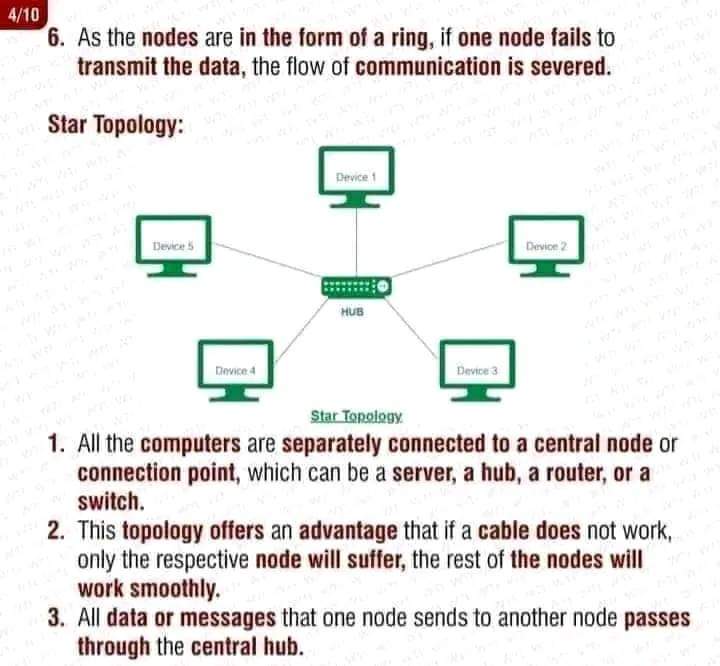 4/10
6. As the nodes are in the form of a ring, if one node fails to
transmit the data, the flow of communication is severed.
Star Topology:
Device 1
Device 5
Device 2
HUB
Device 4
Device 3
Star Topology
1. All the computers are separately connected to a central node or
connection point, which can be a server, a hub, a router, or a
switch.
2. This topology offers an advantage that if a cable does not work,
only the respective node will suffer, the rest of the nodes will
work smoothly.
3. All data or messages that one node sends to another node passes
through the central hub.